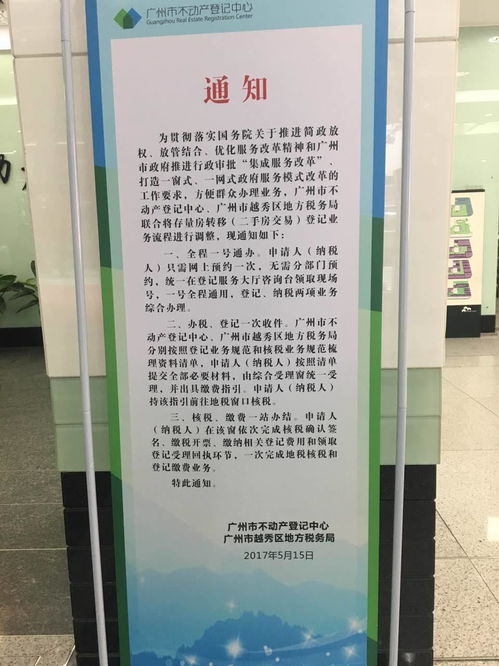 广州市不动产登记中心
Guangzhou Real Estate Registration Center
通知
为贯彻落实国务院关于推进简政放
权、放管结合、优化服务改革精神和广州
市政府推进行政审批“集成服务改革”、
打造一窗式、一网式政府服务模式改革的
工作要求，方便群众办理业务，广州市不
动产登记中心、广州市越秀区地方税务局
联合将存量房转移（二手房交易）登记业
务流程进行调整，现通知如下：
一、全程一号通办。申请人（纳税
人）只需网上预约一次，无需分部门预
约，统一在登记服务大厅咨询台领取现场
号，一号全程通用，登记、纳税两项业务
综合办理。
二、办税、登记一次收件。广州市不
动产登记中心、广州市越秀区地方税务局
分别按照登记业务规范和核税业务规范梳
理资料清单，申请人（纳税人）按照清单
提交全部必要材料，由综合受理窗统一受
理，并出具缴费指引。申请人（纳税人）
持该指引前往地税窗口核税。
三、核税、缴费一站办结。申请人
（纳税人）在该窗依次完成核税确认签
名、缴税开票、缴纳相关登记费用和领取
登记受理回执环节，一次完成地税核税和
登记缴费业务。
特此通知。
广州市不动产登记中心
广州市越秀区地方税务局
2017年5月15日